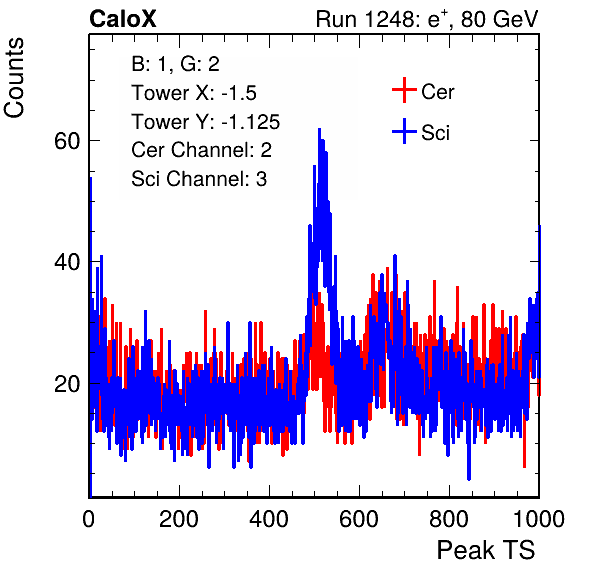 CaloX Run 1248: e⁺, 80 GeV
Counts
B: 1, G: 2
Tower X: -1.5
Tower Y: -1.125
Cer Channel: 2
Sci Channel: 3
Cer
Sci
60
40
20
0 200 400 600 800 1000
Peak TS